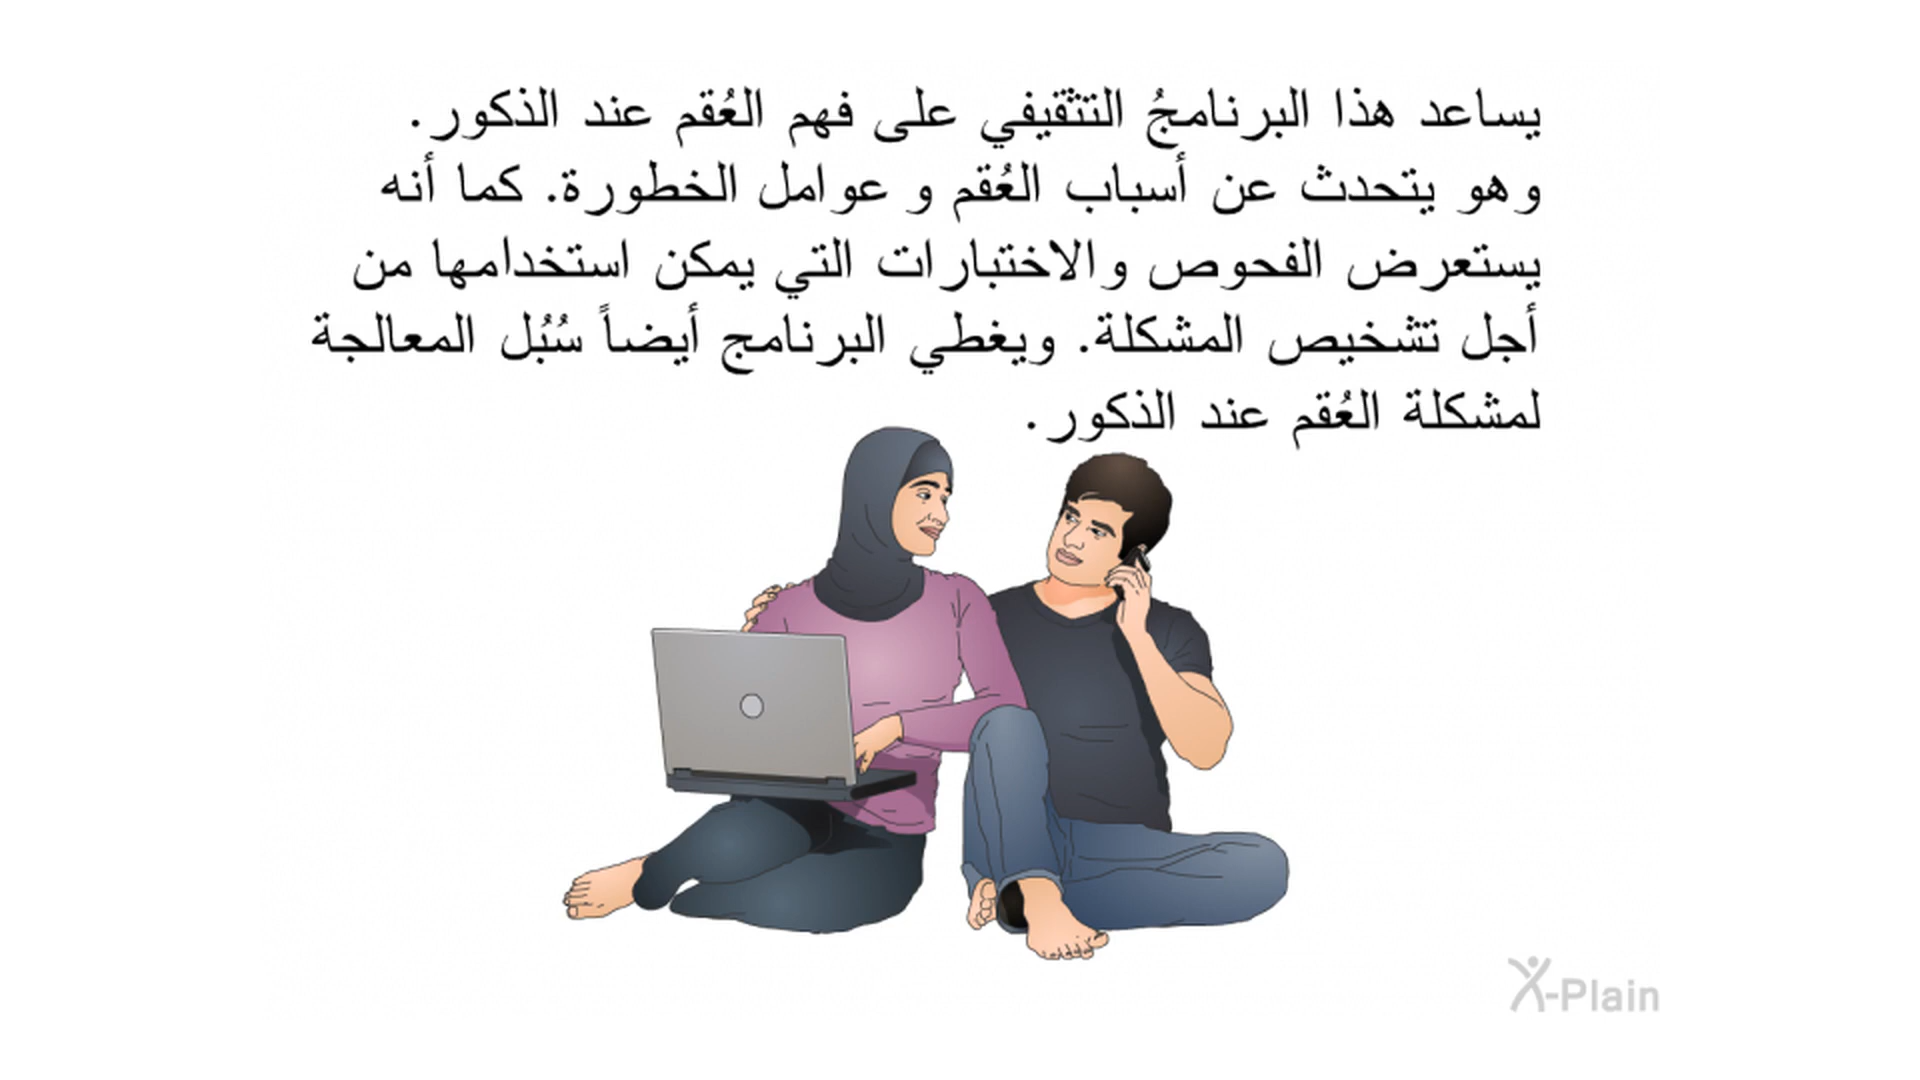 يساعد هذا البرنامجُ التثقيفي على فهم العُقم عند الذكور.
وهو يتحدث عن أسباب العُقم و عوامل الخطورة. كما أنه
يستعرض الفحوص والاختبارات التي يمكن استخدامها من
أجل تشخيص المشكلة. ويغطي البرنامج أيضاً سُبُل المعالجة
لمشكلة العُقم عند الذكور.
X-Plain